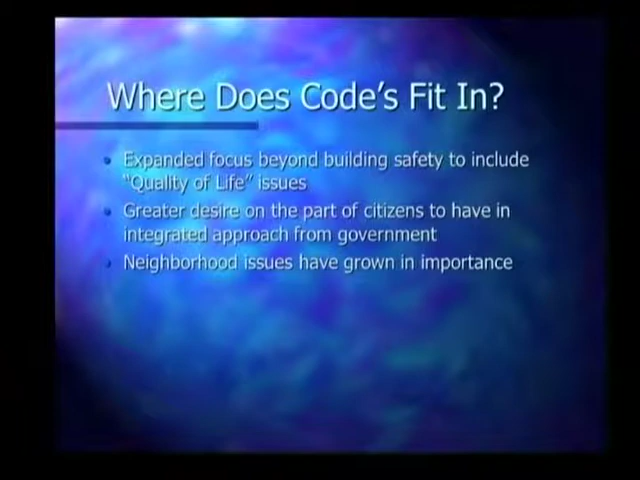 Where Does Code's Fit In?
Expanded focus beyond building safety to include
"Quality of Life" issues
Greater desire on the part of citizens to have in
integrated approach from government
Neighborhood issues have grown in importance